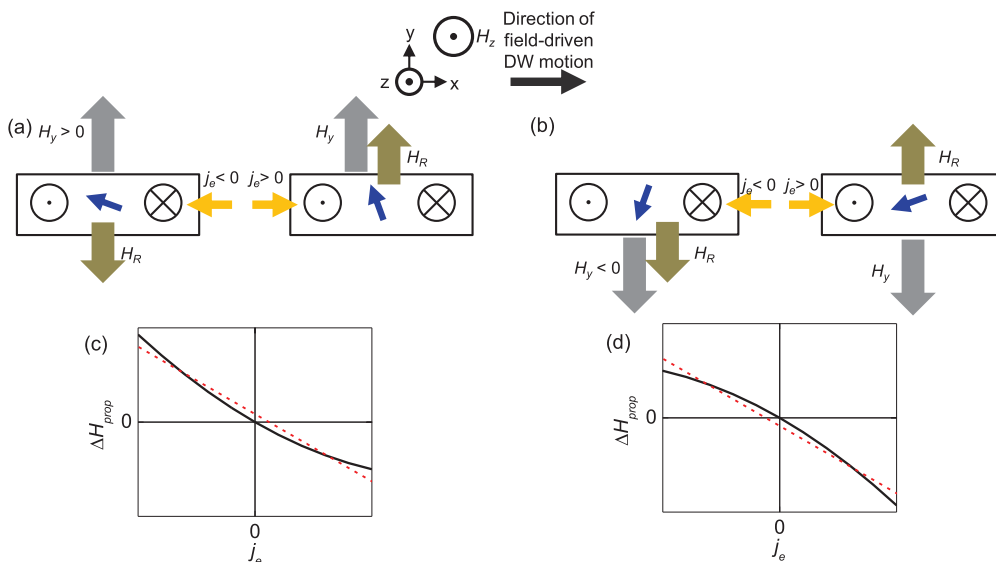 y
H_z
z
x
Direction of
field-driven
DW motion
(a)
H_y > 0
H_R
j_e < 0
j_e > 0
H_y
H_R
(b)
H_y < 0
H_R
j_e < 0
j_e > 0
H_R
H_y
(c)
ΔH_prop
0
0
j_e
(d)
ΔH_prop
0
0
j_e